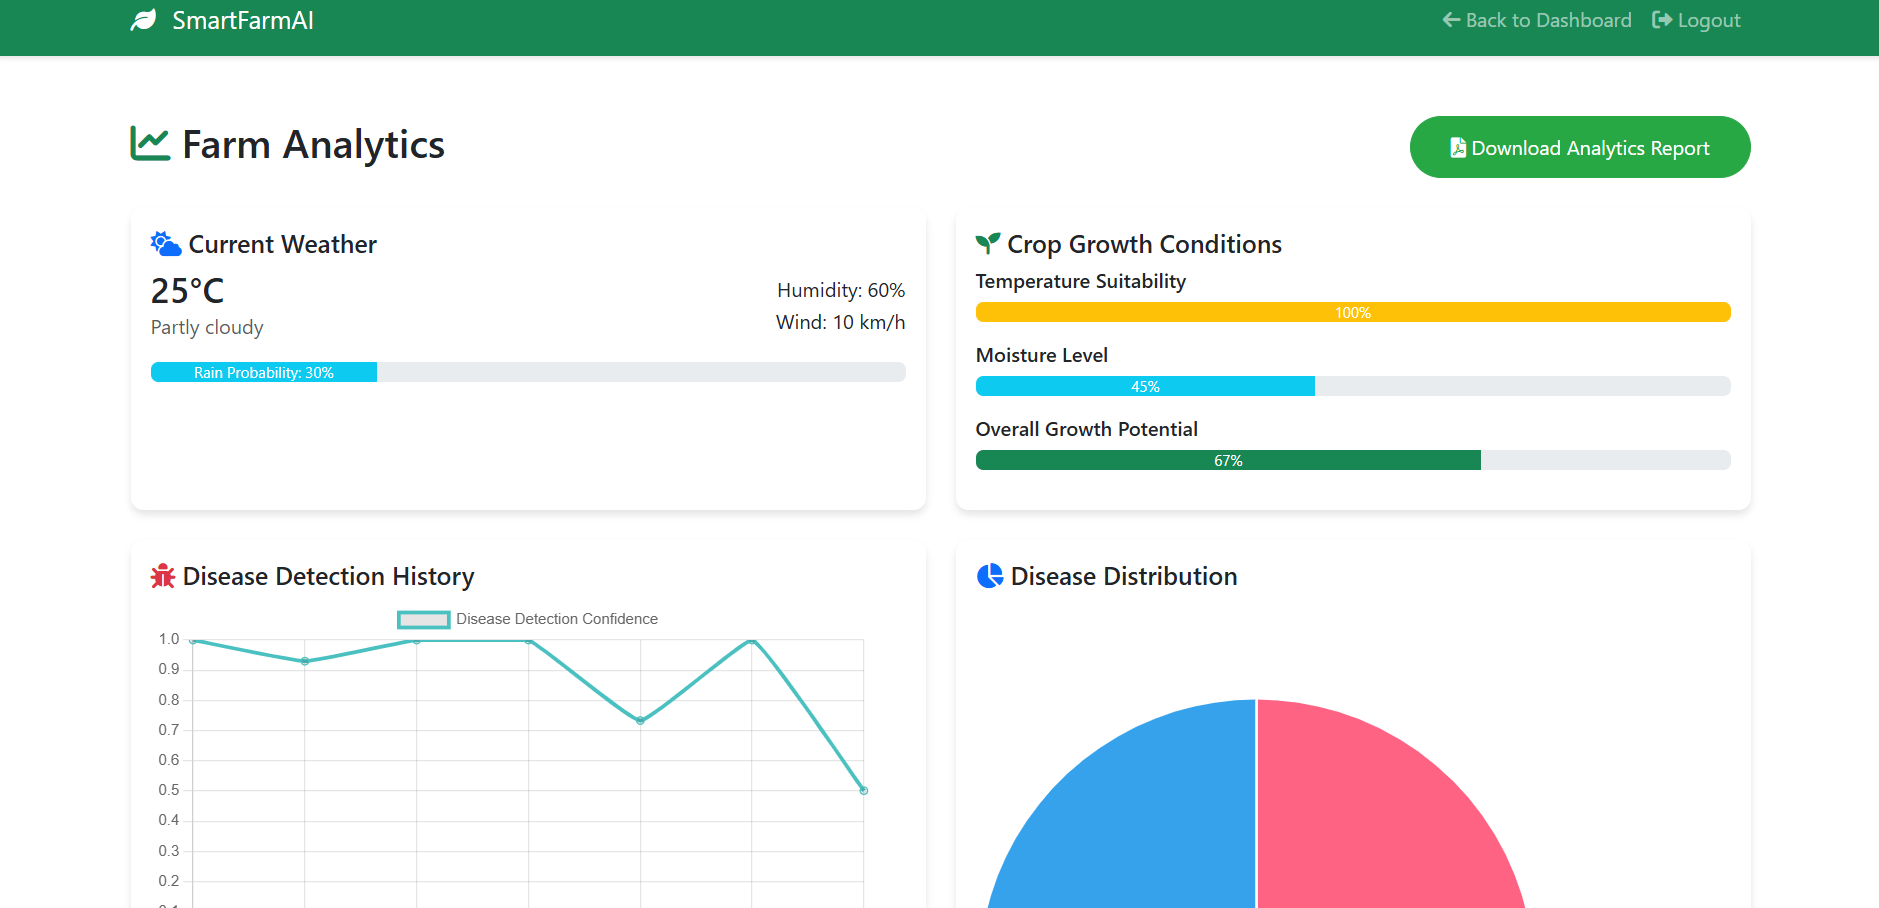 SmartFarmAI
Back to Dashboard
Logout
Farm Analytics
Download Analytics Report
Current Weather
25°C
Partly cloudy
Humidity: 60%
Wind: 10 km/h
Rain Probability: 30%
Crop Growth Conditions
Temperature Suitability
100%
Moisture Level
45%
Overall Growth Potential
67%
Disease Detection History
Disease Detection Confidence
1.0
0.9
0.8
0.7
0.6
0.5
0.4
0.3
0.2
Disease Distribution